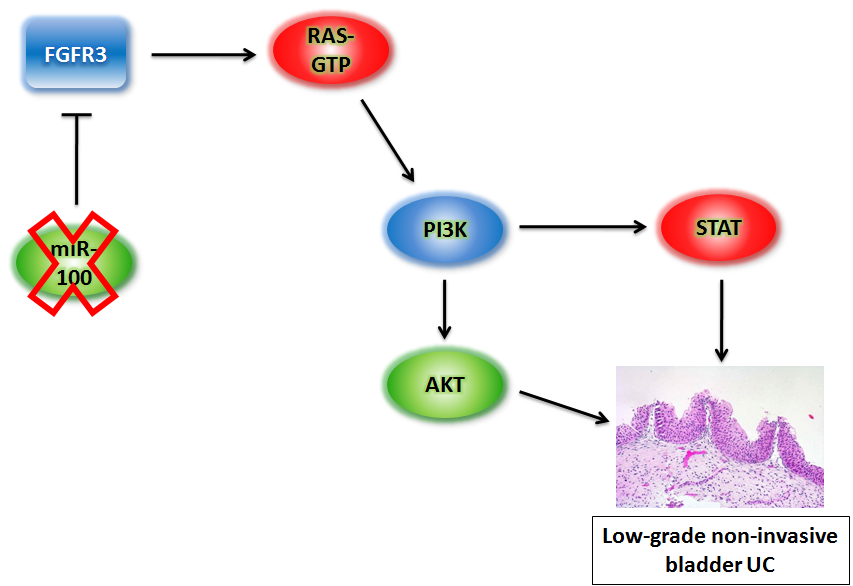 FGFR3
RAS-
GTP
miR-
100
PI3K
STAT
AKT
Low-grade non-invasive
bladder UC